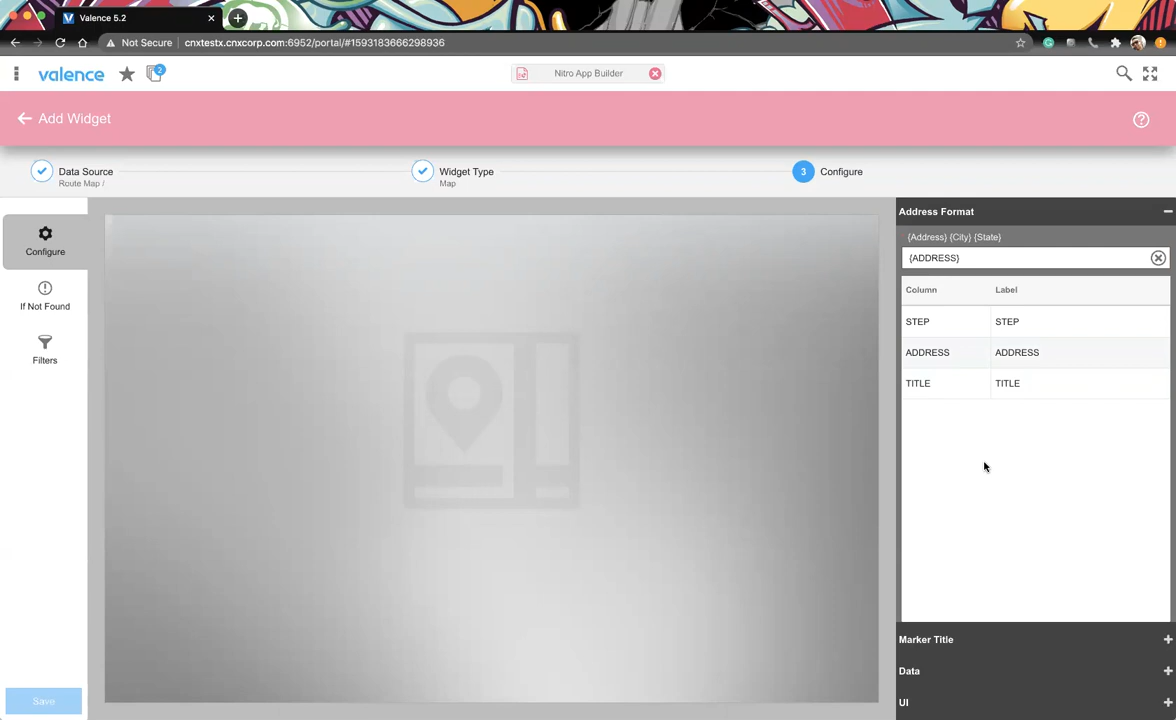 Valence 5.2
Not Secure cnxtestx.cnxcorp.com:6952/portal/#1593183666298936
valence
2
Nitro App Builder
Add Widget
Data Source
Route Map /
Widget Type
Map
3
Configure
Configure
If Not Found
Filters
Save
Address Format
{Address} {City} {State}
{ADDRESS}
Column Label
STEP STEP
ADDRESS ADDRESS
TITLE TITLE
Marker Title
Data
UI